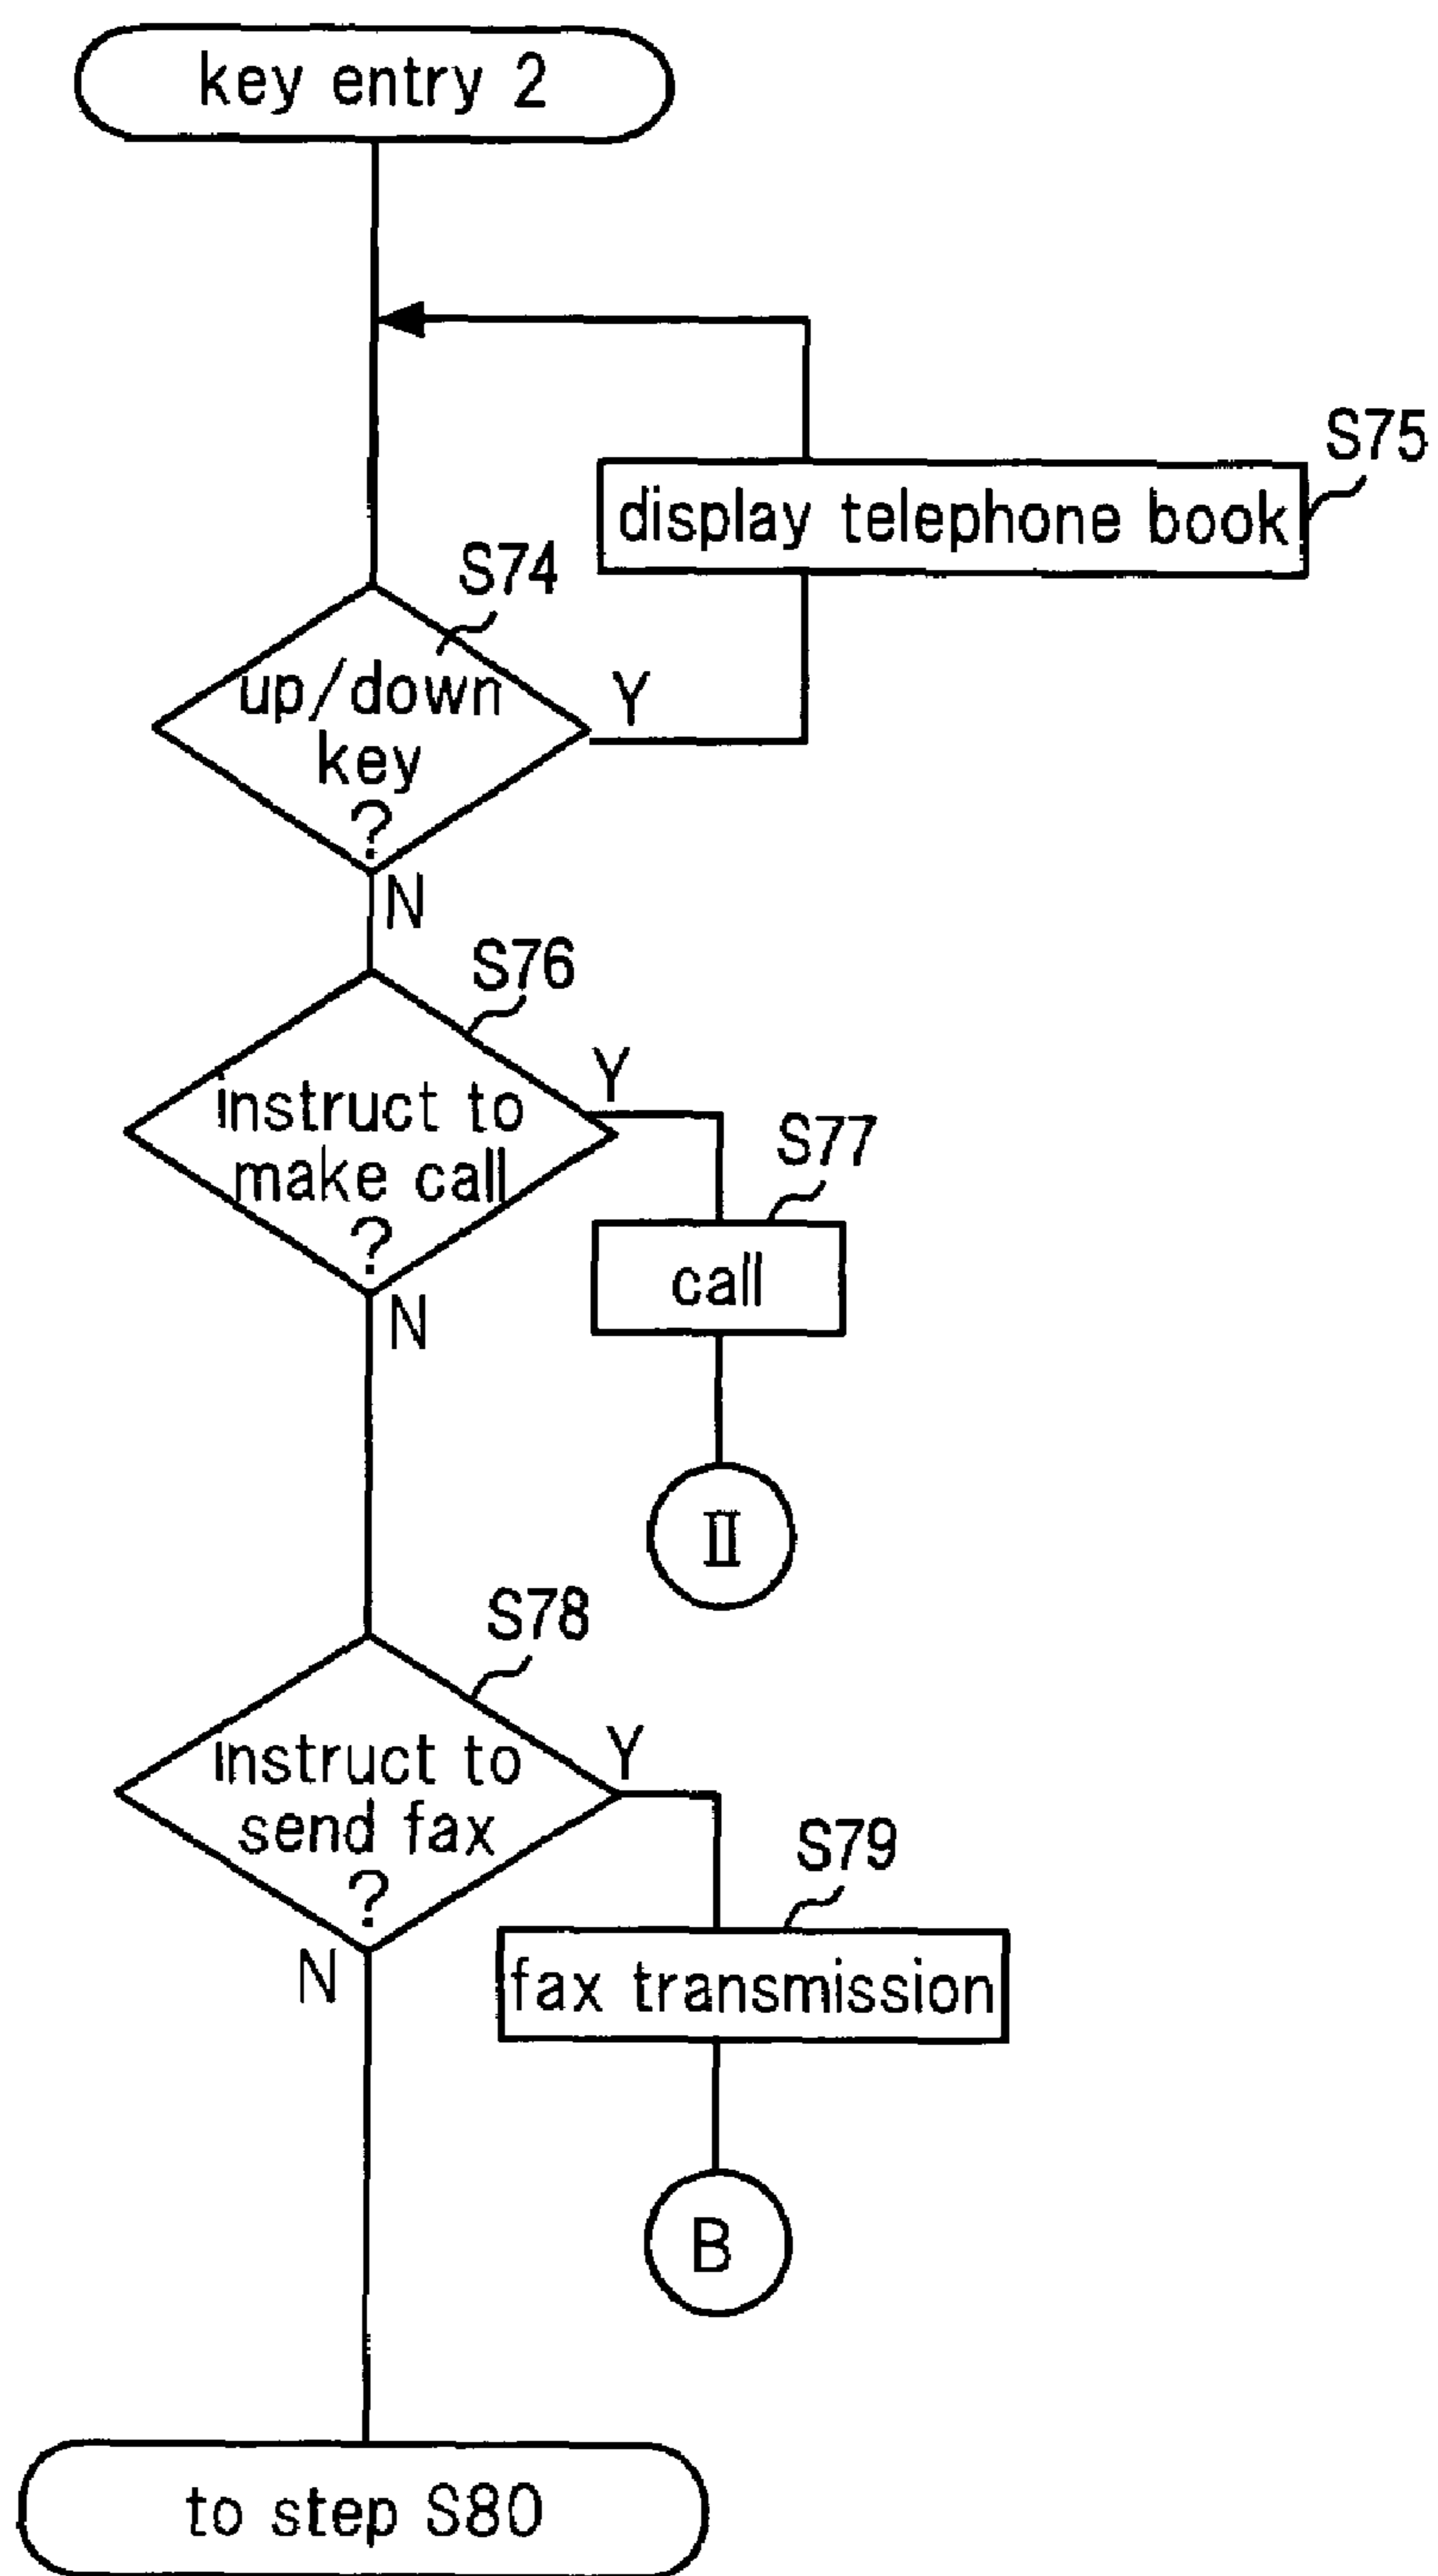 key entry 2
S75
display telephone book
S74
up/down
key
?
Y
N
S76
instruct to
make call
?
Y
N
S77
call
II
S78
instruct to
send fax
?
Y
N
S79
fax transmission
B
to step S80